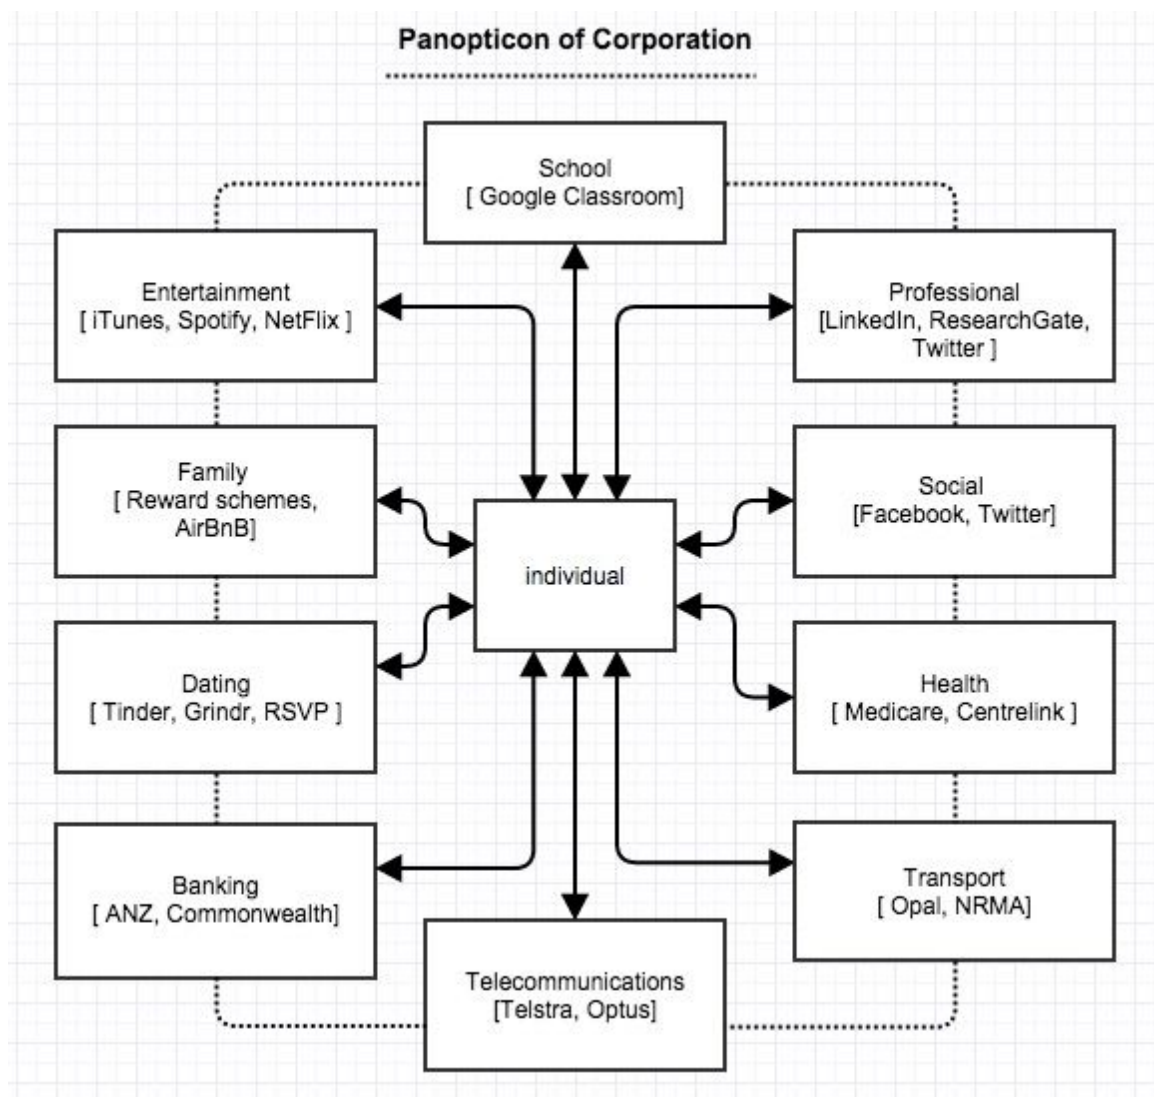 Panopticon of Corporation
School
[ Google Classroom]
Entertainment
[ iTunes, Spotify, NetFlix ]
Professional
[LinkedIn, ResearchGate,
Twitter ]
Family
[ Reward schemes,
AirBnB]
Social
[Facebook, Twitter]
individual
Dating
[ Tinder, Grindr, RSVP ]
Health
[ Medicare, Centrelink ]
Banking
[ ANZ, Commonwealth]
Transport
[ Opal, NRMA]
Telecommunications
[Telstra, Optus]